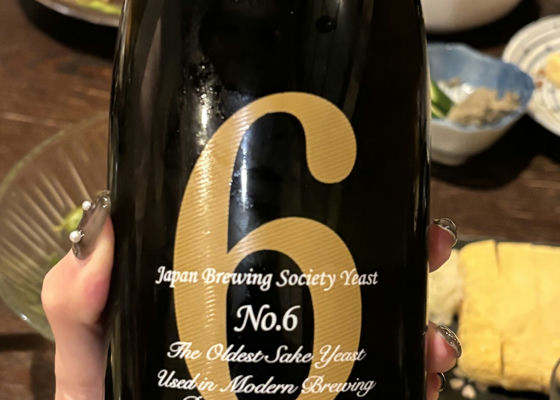 6
Japan Brewing Society Yeast
No.6
The Oldest Sake Yeast
Used in Modern Brewing